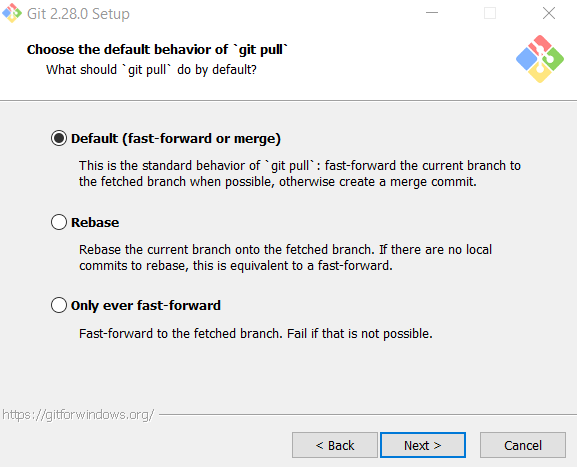 Git 2.28.0 Setup
Choose the default behavior of `git pull`
What should `git pull` do by default?
Default (fast-forward or merge)
This is the standard behavior of `git pull`: fast-forward the current branch to
the fetched branch when possible, otherwise create a merge commit.
Rebase
Rebase the current branch onto the fetched branch. If there are no local
commits to rebase, this is equivalent to a fast-forward.
Only ever fast-forward
Fast-forward to the fetched branch. Fail if that is not possible.
https://gitforwindows.org/
< Back
Next >
Cancel